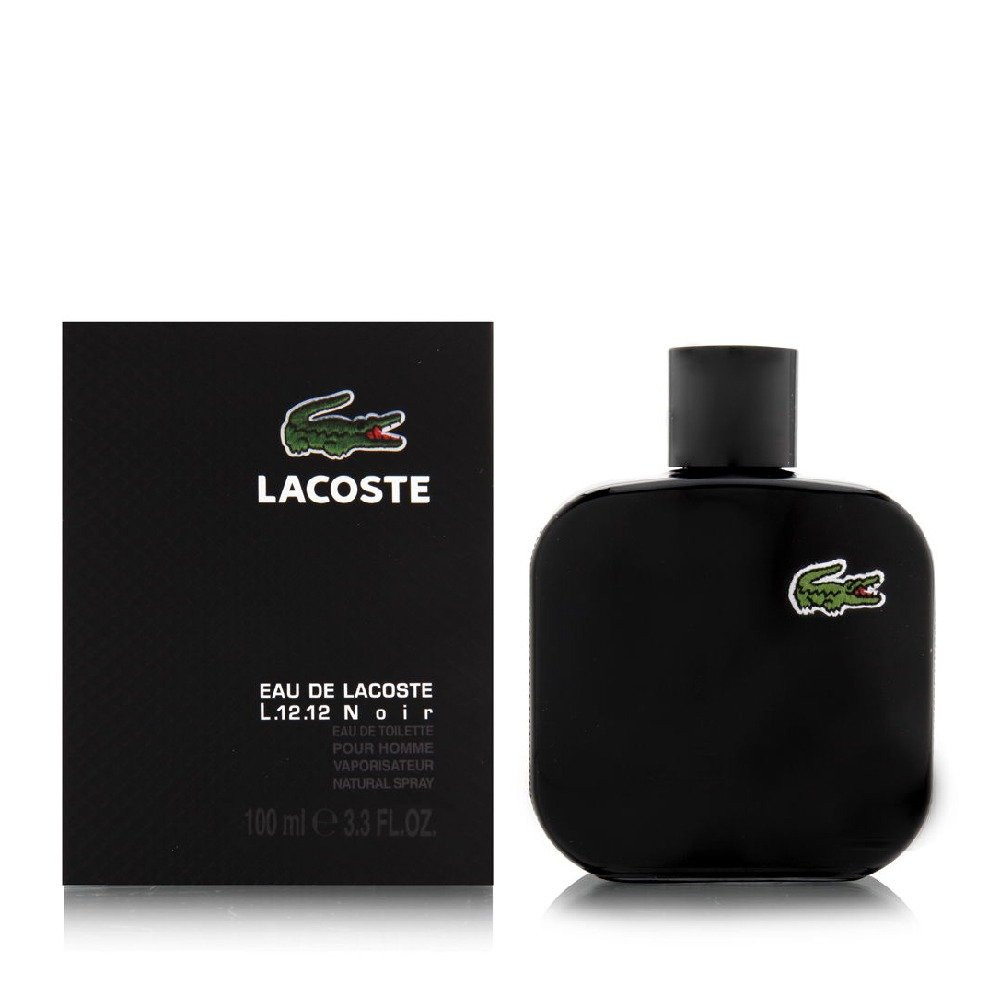 LACOSTE
EAU DE LACOSTE
L.12.12 Noir
EAU DE TOILETTE
POUR HOMME
VAPORISATEUR
NATURAL SPRAY
100 ml ℮ 3.3 FL.OZ.